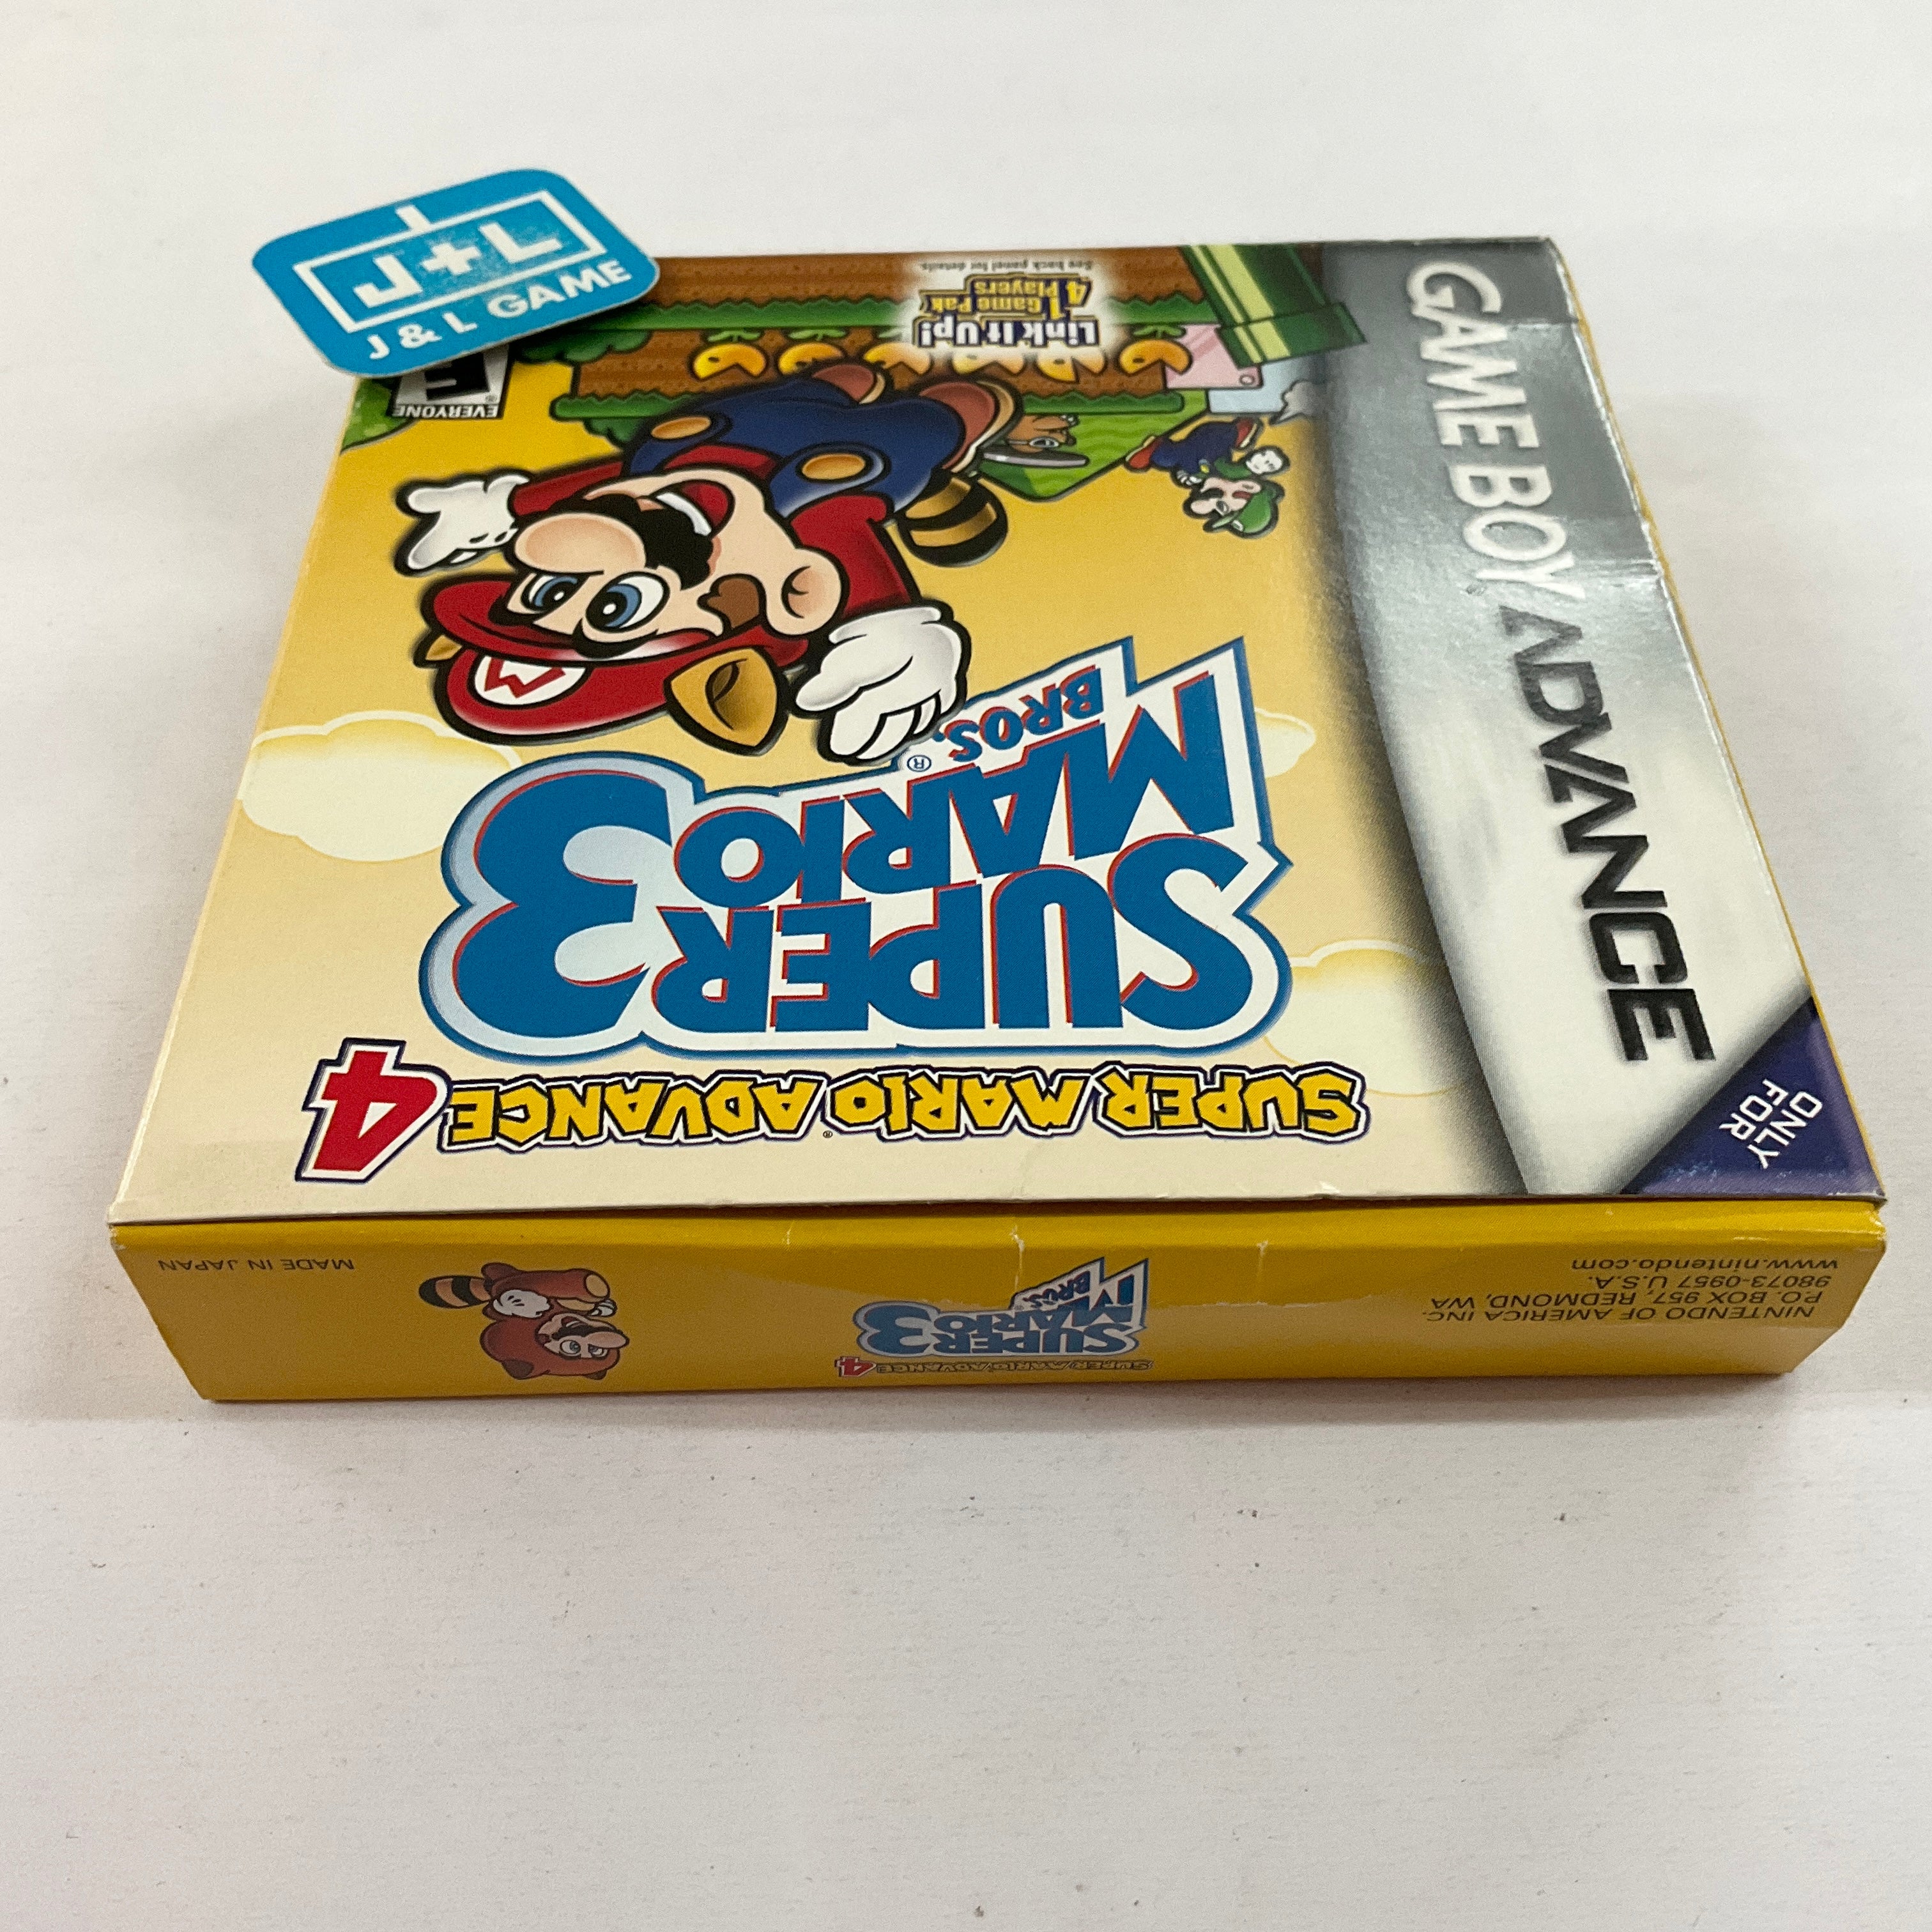 J+L
J & L GAME
ONLY
FOR
GAME BOY ADVANCE
SUPER MARIO ADVANCE® 4
SUPER
MARIO
BROS.® 3
M
Link It Up!
1 Game Pak
4 Players
See back panel for details.
EVERYONE
E
®
NINTENDO OF AMERICA INC.
P.O. BOX 957, REDMOND, WA
98073-0957 U.S.A.
www.nintendo.com
SUPER MARIO ADVANCE 4
SUPER
MARIO
BROS® 3
MADE IN JAPAN